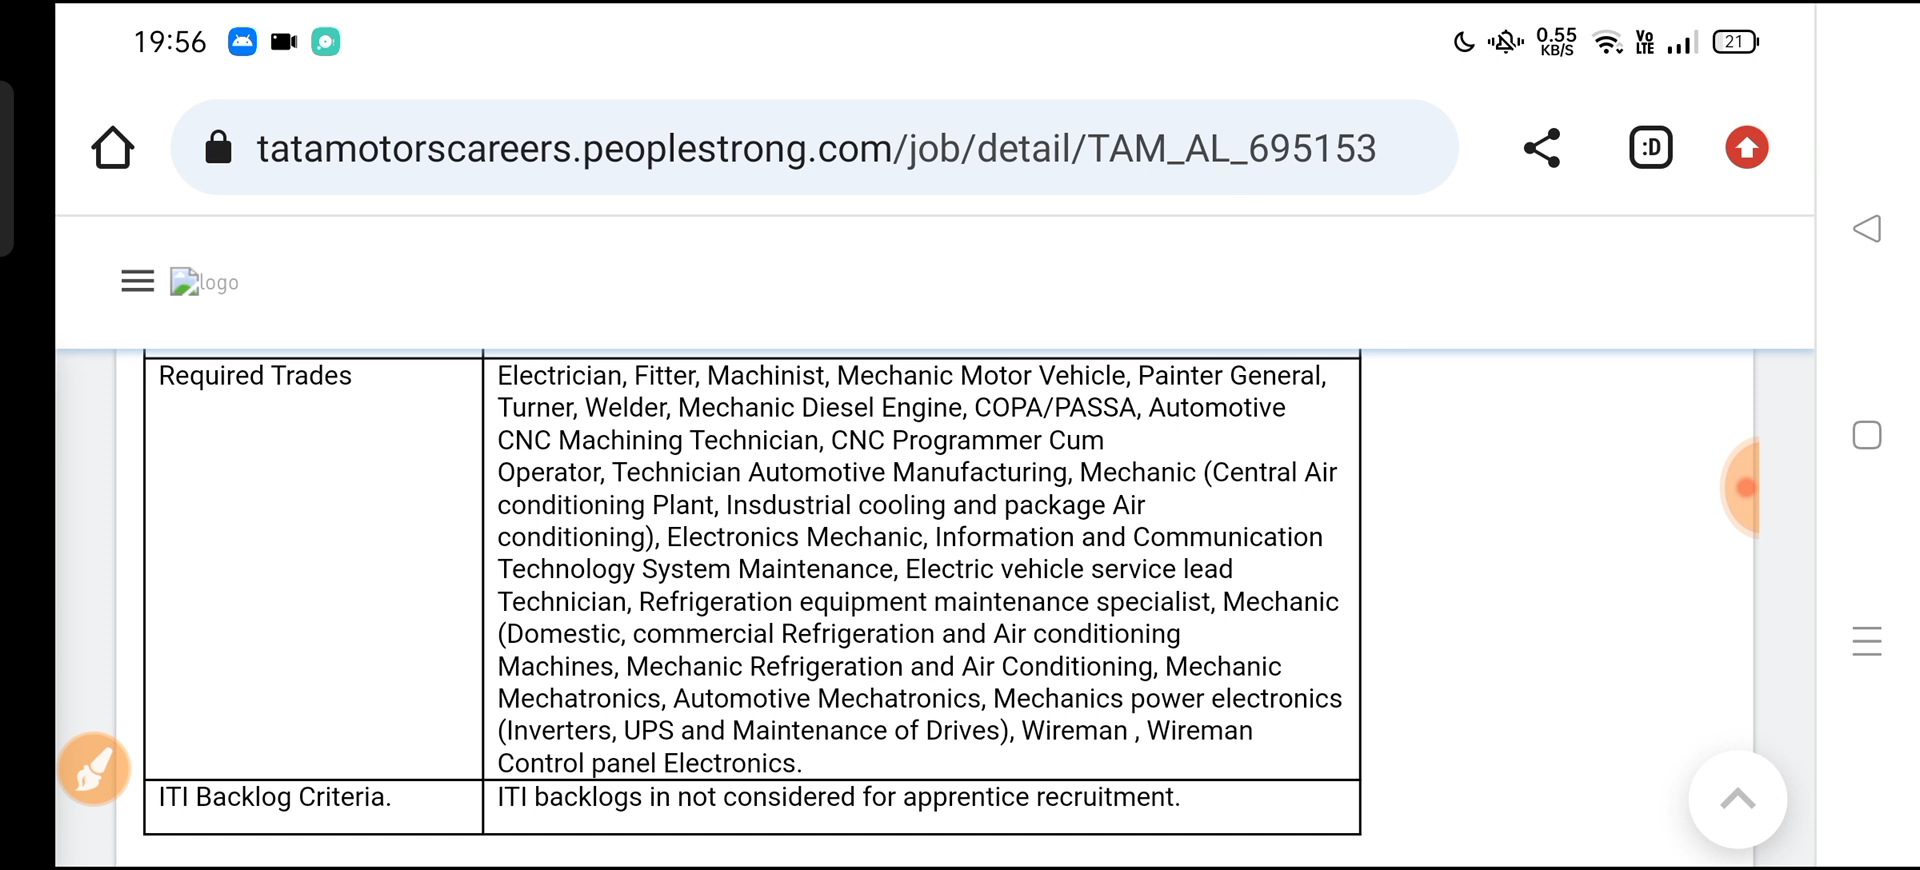 19:56
0.55
KB/S
Vo
LTE
21
tatamotorscareers.peoplestrong.com/job/detail/TAM_AL_695153
:D
logo
Required Trades
Electrician, Fitter, Machinist, Mechanic Motor Vehicle, Painter General,
Turner, Welder, Mechanic Diesel Engine, COPA/PASSA, Automotive
CNC Machining Technician, CNC Programmer Cum
Operator, Technician Automotive Manufacturing, Mechanic (Central Air
conditioning Plant, Insdustrial cooling and package Air
conditioning), Electronics Mechanic, Information and Communication
Technology System Maintenance, Electric vehicle service lead
Technician, Refrigeration equipment maintenance specialist, Mechanic
(Domestic, commercial Refrigeration and Air conditioning
Machines, Mechanic Refrigeration and Air Conditioning, Mechanic
Mechatronics, Automotive Mechatronics, Mechanics power electronics
(Inverters, UPS and Maintenance of Drives), Wireman , Wireman
Control panel Electronics.
ITI Backlog Criteria.
ITI backlogs in not considered for apprentice recruitment.